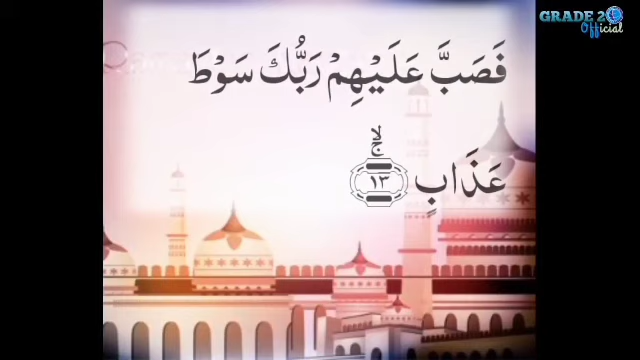 GRADE 2
Official
فَصَبَّ عَلَيْهِمْ رَبُّكَ سَوْطَ
عَذَابٍ ۙۚ ﴿١٣﴾